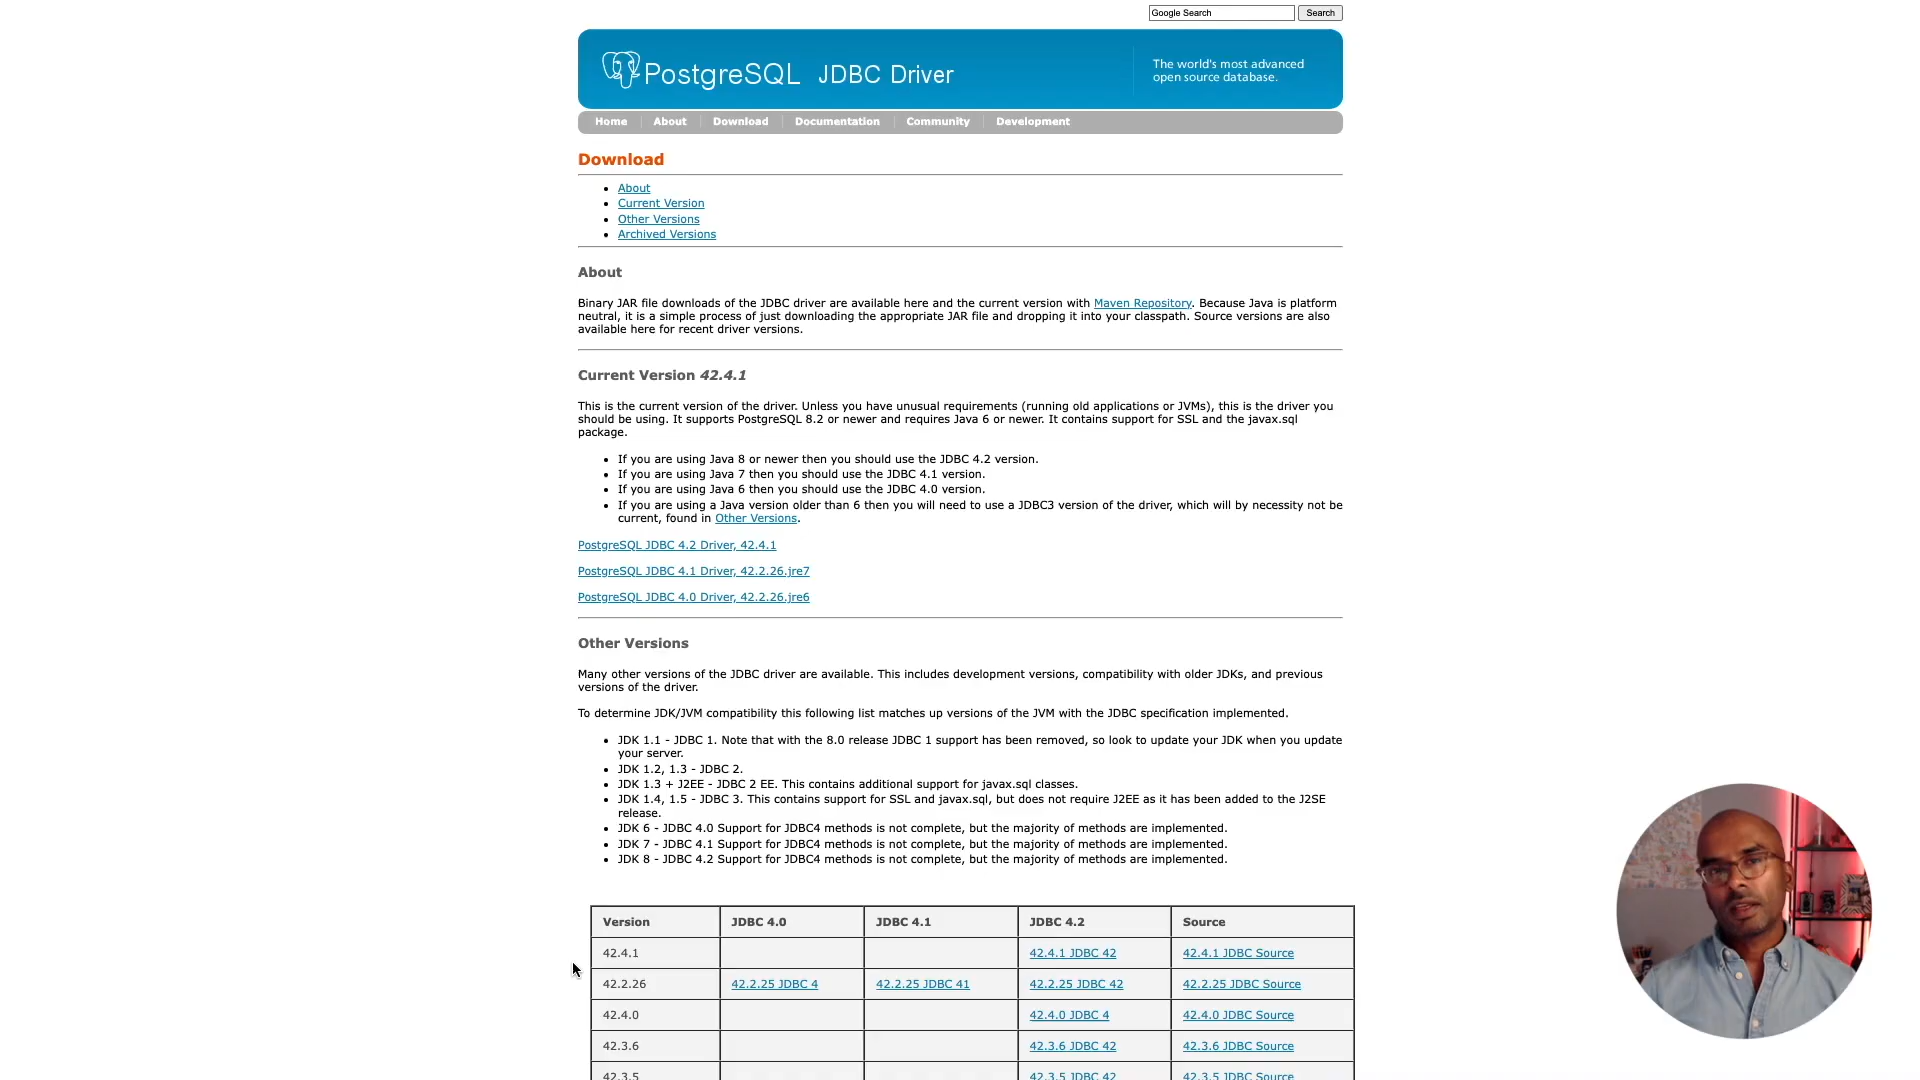 Google Search Search
PostgreSQL JDBC Driver
The world's most advanced
open source database.
Home About Download Documentation Community Development
Download
About
Current Version
Other Versions
Archived Versions
About
Binary JAR file downloads of the JDBC driver are available here and the current version with Maven Repository. Because Java is platform
neutral, it is a simple process of just downloading the appropriate JAR file and dropping it into your classpath. Source versions are also
available here for recent driver versions.
Current Version 42.4.1
This is the current version of the driver. Unless you have unusual requirements (running old applications or JVMs), this is the driver you
should be using. It supports PostgreSQL 8.2 or newer and requires Java 6 or newer. It contains support for SSL and the javax.sql
package.
If you are using Java 8 or newer then you should use the JDBC 4.2 version.
If you are using Java 7 then you should use the JDBC 4.1 version.
If you are using Java 6 then you should use the JDBC 4.0 version.
If you are using a Java version older than 6 then you will need to use a JDBC3 version of the driver, which will by necessity not be
current, found in Other Versions.
PostgreSQL JDBC 4.2 Driver, 42.4.1
PostgreSQL JDBC 4.1 Driver, 42.2.26.jre7
PostgreSQL JDBC 4.0 Driver, 42.2.26.jre6
Other Versions
Many other versions of the JDBC driver are available. This includes development versions, compatibility with older JDKs, and previous
versions of the driver.
To determine JDK/JVM compatibility this following list matches up versions of the JVM with the JDBC specification implemented.
JDK 1.1 - JDBC 1. Note that with the 8.0 release JDBC 1 support has been removed, so look to update your JDK when you update
your server.
JDK 1.2, 1.3 - JDBC 2.
JDK 1.3 + J2EE - JDBC 2 EE. This contains additional support for javax.sql classes.
JDK 1.4, 1.5 - JDBC 3. This contains support for SSL and javax.sql, but does not require J2EE as it has been added to the J2SE
release.
JDK 6 - JDBC 4.0 Support for JDBC4 methods is not complete, but the majority of methods are implemented.
JDK 7 - JDBC 4.1 Support for JDBC4 methods is not complete, but the majority of methods are implemented.
JDK 8 - JDBC 4.2 Support for JDBC4 methods is not complete, but the majority of methods are implemented.
Version JDBC 4.0 JDBC 4.1 JDBC 4.2 Source
42.4.1 42.4.1 JDBC 42 42.4.1 JDBC Source
42.2.26 42.2.25 JDBC 4 42.2.25 JDBC 41 42.2.25 JDBC 42 42.2.25 JDBC Source
42.4.0 42.4.0 JDBC 4 42.4.0 JDBC Source
42.3.6 42.3.6 JDBC 42 42.3.6 JDBC Source
42.3.5 42.3.5 JDBC 42 42.3.5 JDBC Source